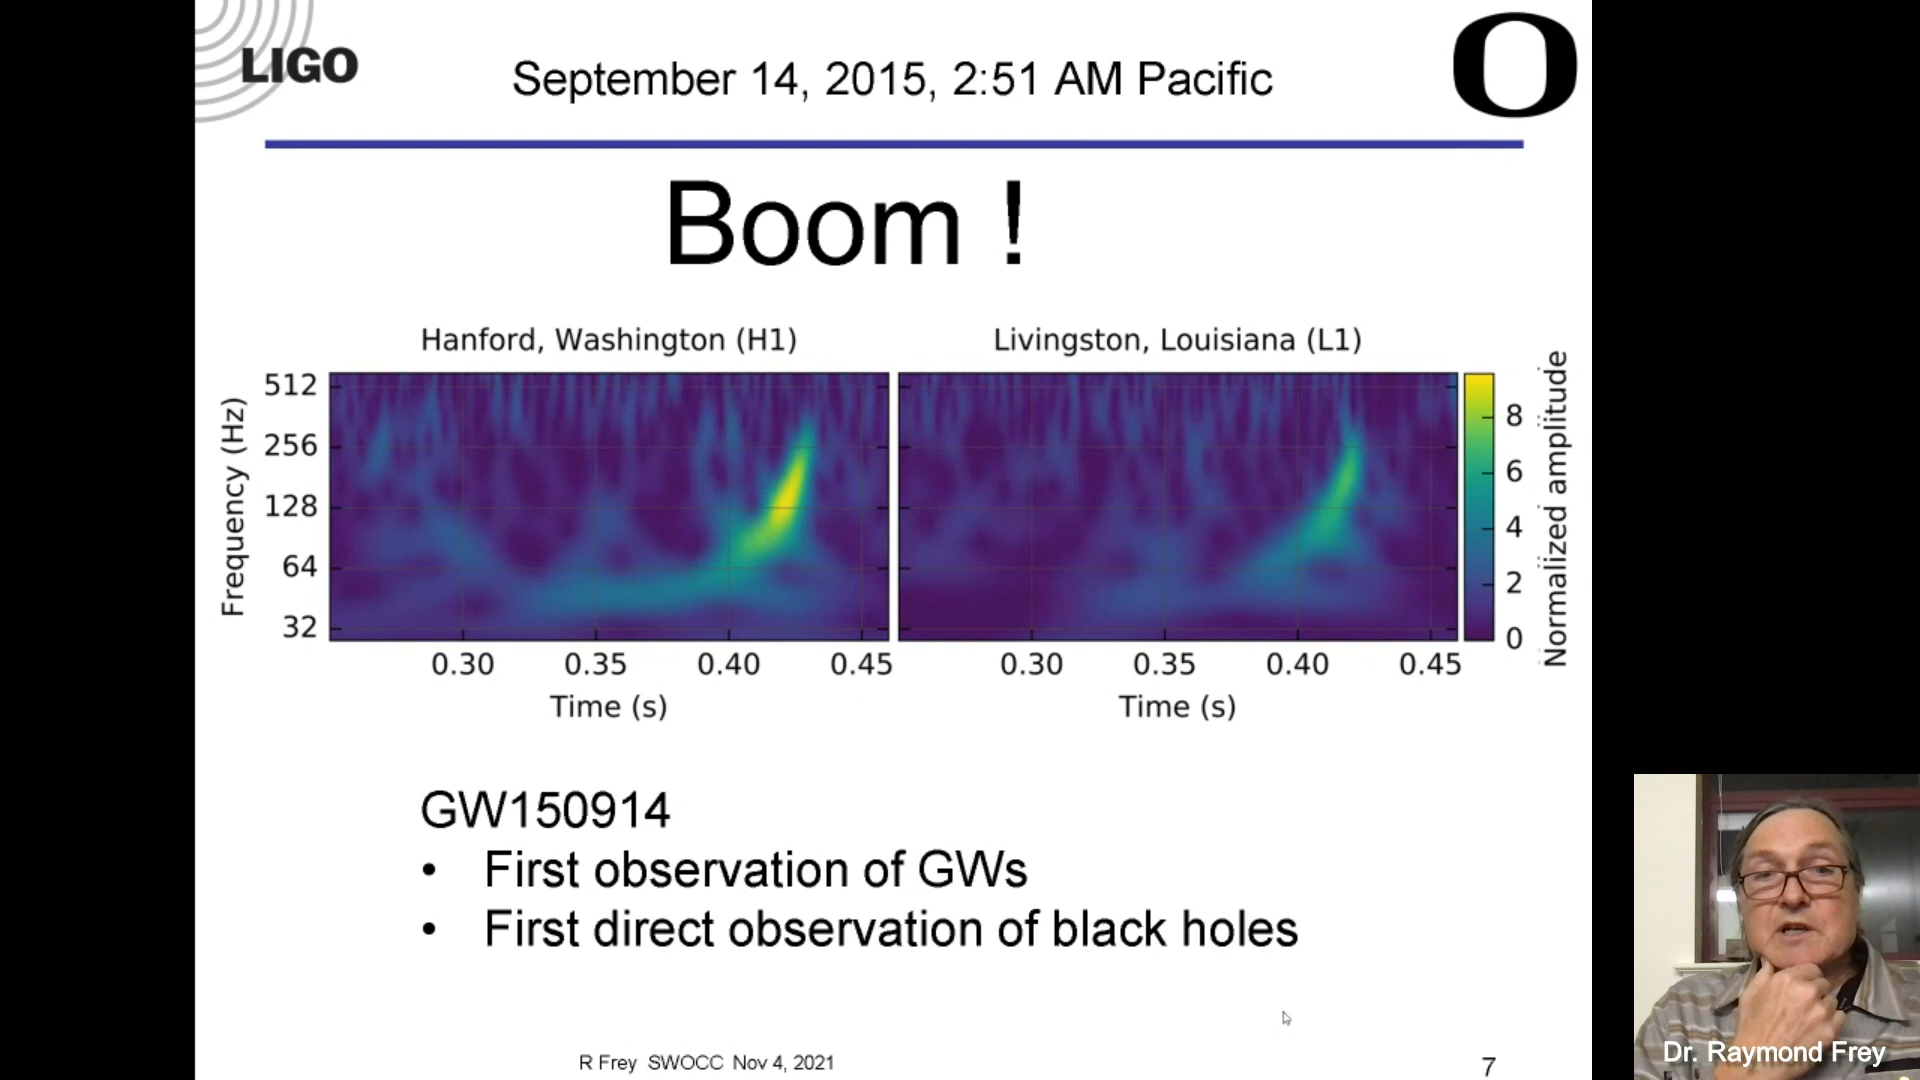 LIGO
O
September 14, 2015, 2:51 AM Pacific
Boom !
Hanford, Washington (H1)
Livingston, Louisiana (L1)
Frequency (Hz)
512
256
128
64
32
0.30 0.35 0.40 0.45
Time (s)
0.30 0.35 0.40 0.45
Time (s)
8
6
4
2
0
Normalized amplitude
GW150914
• First observation of GWs
• First direct observation of black holes
R Frey SWOCC Nov 4, 2021
7
Dr. Raymond Frey